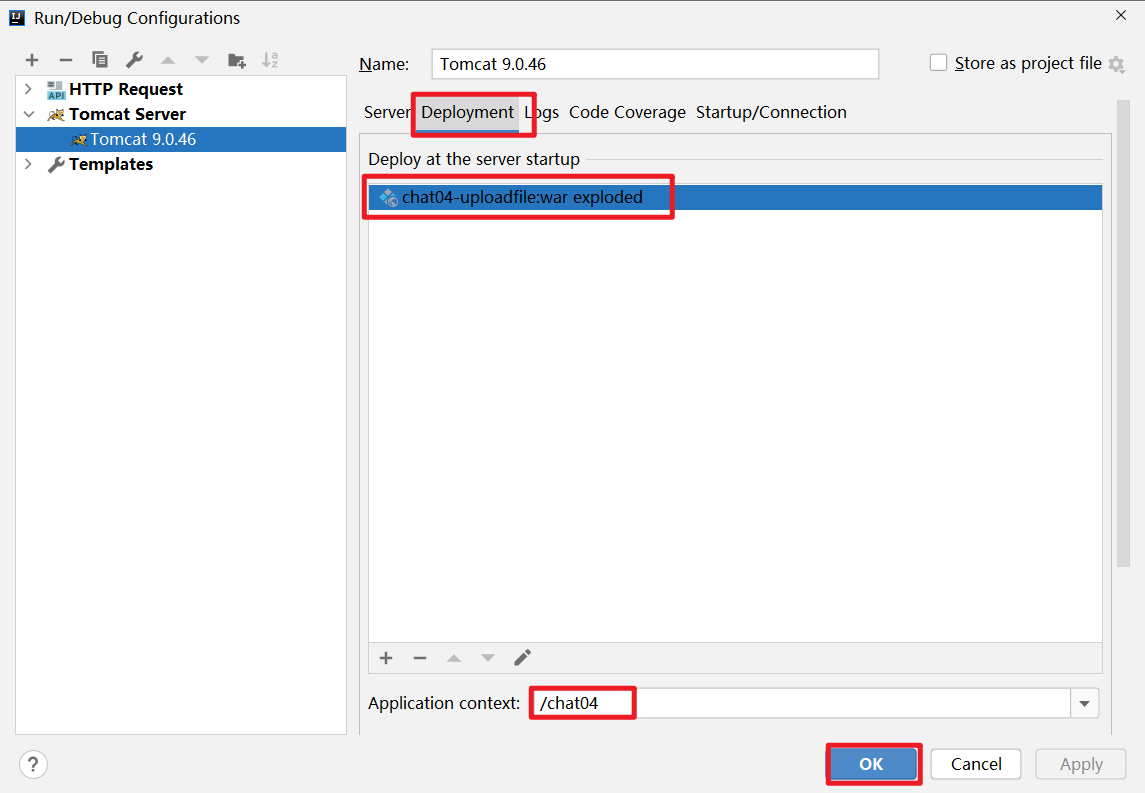 Run/Debug Configurations
Name: Tomcat 9.0.46
Store as project file
HTTP Request
Tomcat Server
Tomcat 9.0.46
Templates
Server Deployment Logs Code Coverage Startup/Connection
Deploy at the server startup
chat04-uploadfile:war exploded
Application context: /chat04
? OK Cancel Apply